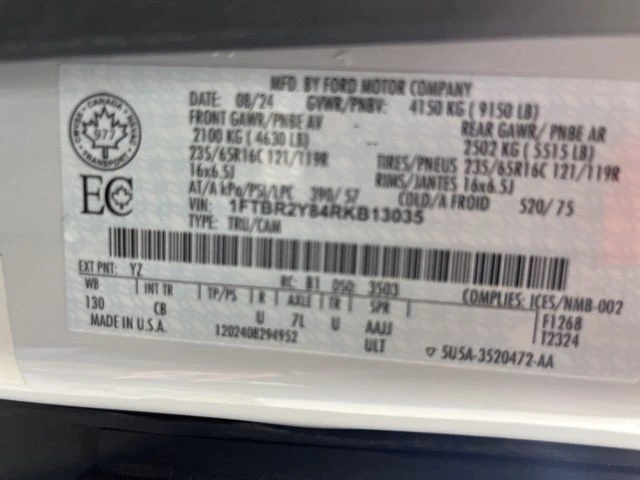 MFD. BY FORD MOTOR COMPANY
DATE: 08/24 GVWR/PNBV: 4150 KG ( 9150 LB)
FRONT GAWR/PNBE AV REAR GAWR/ PNBE AR
2100 KG ( 4630 LB) 2502 KG ( 5515 LB)
235/65R16C 121/119R TIRES/PNEUS 235/65R16C 121/119R
16x6.5J RIMS/JANTES 16x6.5J
AT/A kPa/PSI/LPC 390/ 57 COLD/A FROID 520/ 75
VIN: 1FTBR2Y84RKB13035
TYPE: TRU/CAM
CANADA
977
TRANSPORT
EC
EXT PNT: YZ RC: B1 DSO: 3503
WB INT TR TP/PS R AXLE TR SPR COMPLIES: ICES/NMB-002
130 CB U 7L U AAJJ F1268
MADE IN U.S.A. 1202408294952 ULT T2324
5U5A-3520472-AA